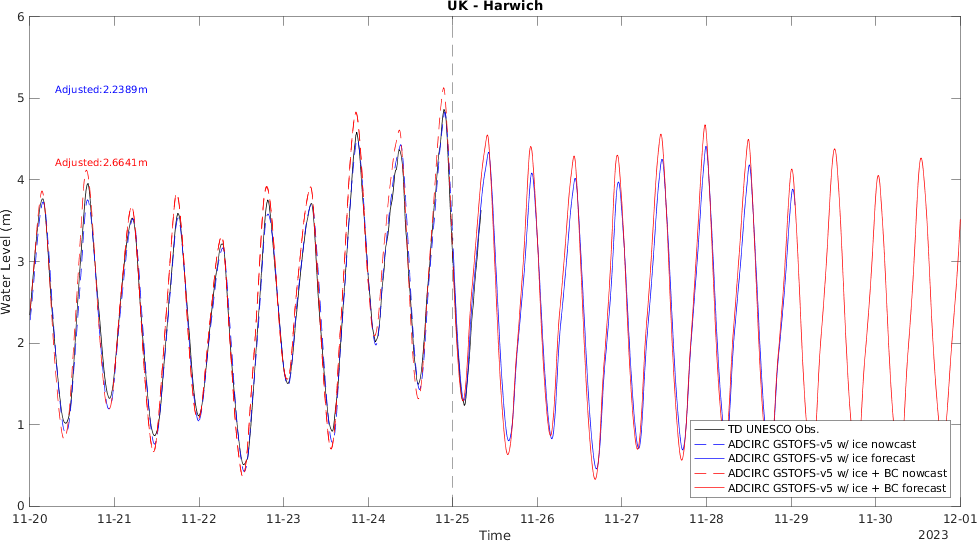 UK - Harwich
6
5
4
3
2
1
0
Water Level (m)
Adjusted:2.2389m
Adjusted:2.6641m
TD UNESCO Obs.
ADCIRC GSTOFS-v5 w/ ice nowcast
ADCIRC GSTOFS-v5 w/ ice forecast
ADCIRC GSTOFS-v5 w/ ice + BC nowcast
ADCIRC GSTOFS-v5 w/ ice + BC forecast
11-20 11-21 11-22 11-23 11-24 11-25 11-26 11-27 11-28 11-29 11-30 12-01
Time
2023